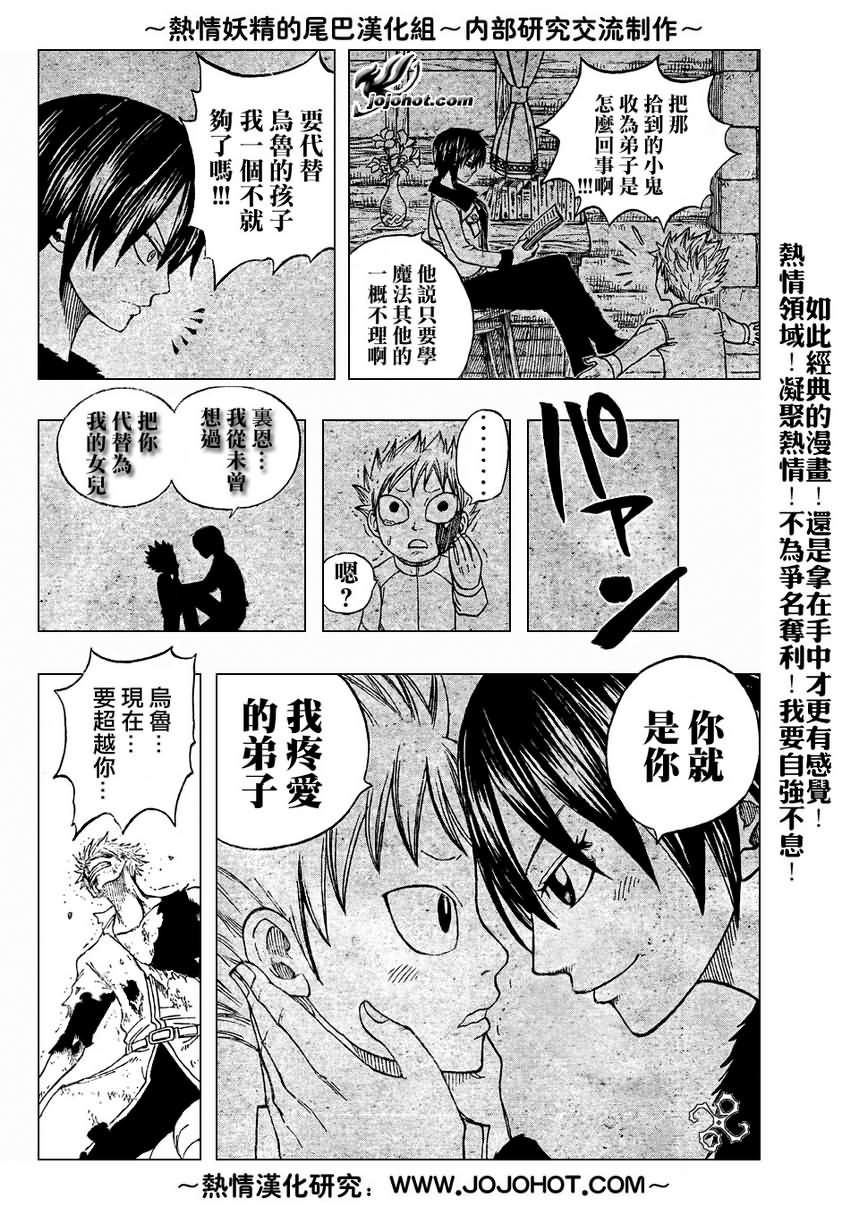 ～熱情妖精的尾巴漢化組～内部研究交流制作～
jojohot.com
把那
拾到的小鬼
收為弟子是
怎麼回事啊
!!!
他説只要學
魔法其他的
一概不理啊
要代替
烏魯的孩子
我一個不就
夠了嗎!!!
パアン
……
嗯?
裏恩…
我從未曾
想過
把你
代替為
我的女兒
你就
是你
我疼愛
的弟子
烏魯…
現在…
要超越你…
如此經典的漫畫！還是拿在手中才更有感覺！
熱情領域！凝聚熱情！不為爭名奪利！我要自強不息！
～熱情漢化研究：WWW.JOJOHOT.COM～